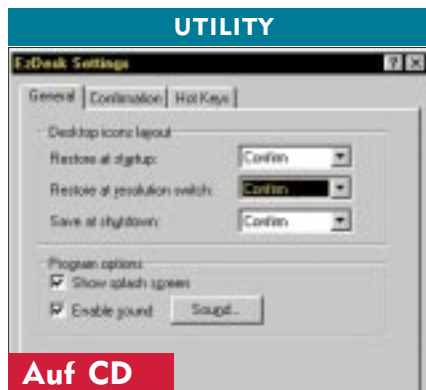 UTILITY
EzDesk Settings
General Confirmation Hot Keys
Desktop icons layout
Restore at startup: Confirm
Restore at resolution switch: Confirm
Save at shutdown: Confirm
Program options
Show splash screen
Enable sound Sound...
Auf CD